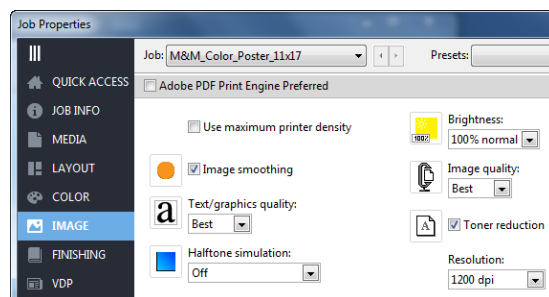 Job Properties
Job: M&M_Color_Poster_11x17
Presets:
QUICK ACCESS
JOB INFO
MEDIA
LAYOUT
COLOR
IMAGE
FINISHING
VDP
Adobe PDF Print Engine Preferred
Use maximum printer density
Image smoothing
a
Text/graphics quality:
Best
Halftone simulation:
Off
100%
Brightness:
100% normal
Image quality:
Best
A
Toner reduction
Resolution:
1200 dpi